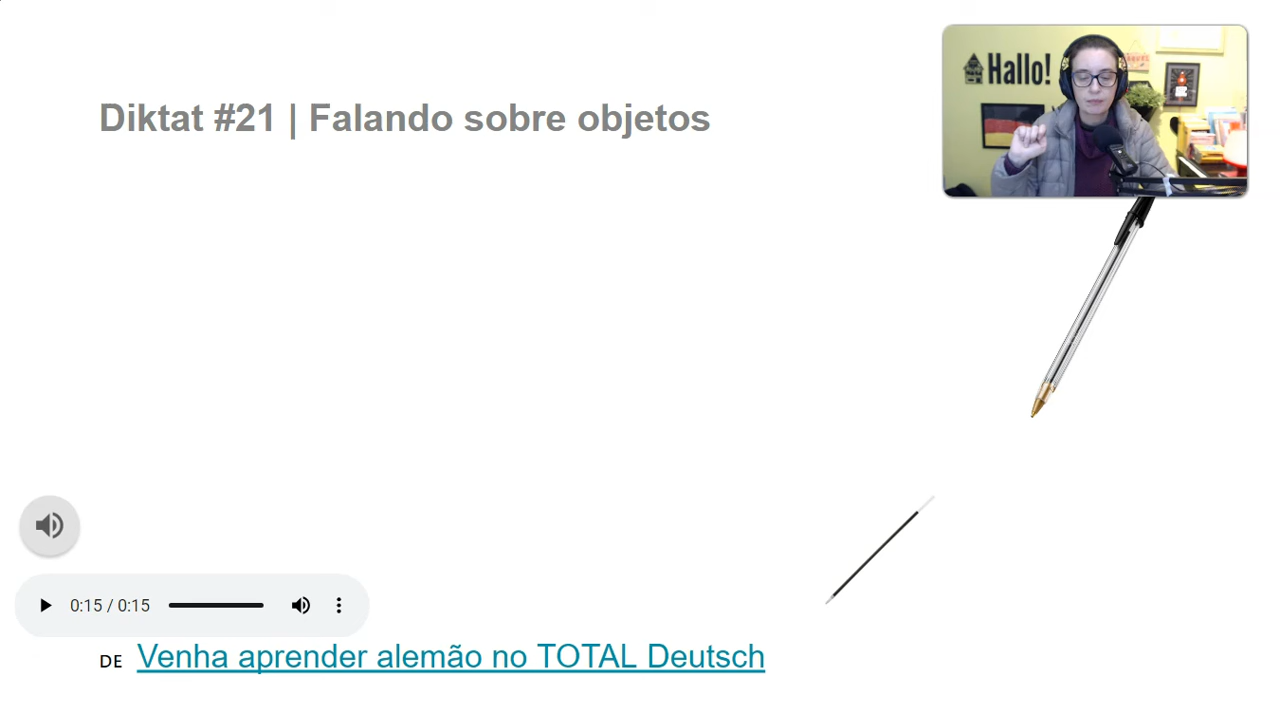 Diktat #21 | Falando sobre objetos
Hallo!
0:15 / 0:15
DE Venha aprender alemão no TOTAL Deutsch